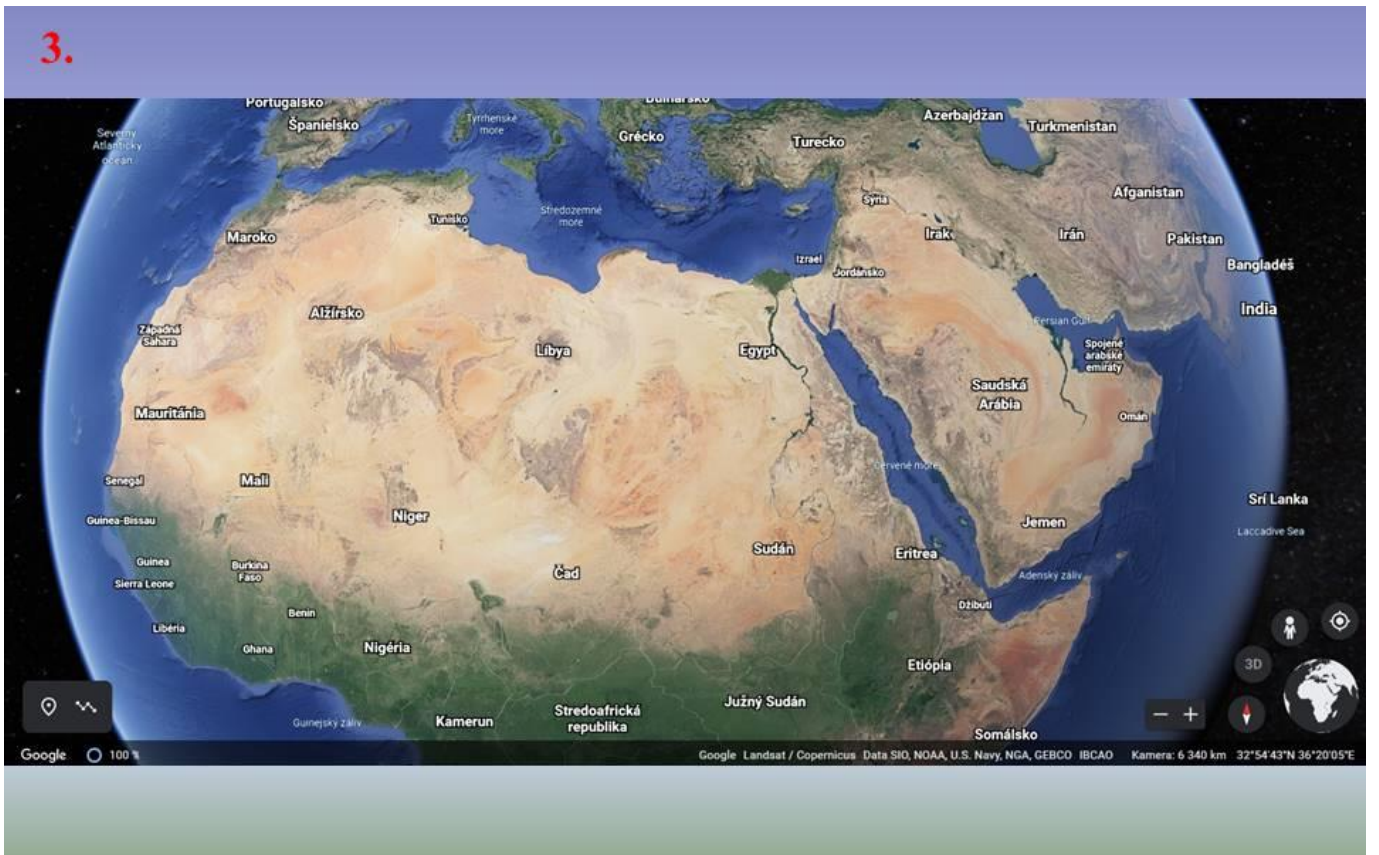 3.
Portugalsko
Španielsko
Severný
Atlantický
oceán
Tyrrhenské
more
Grécko
Turecko
Azerbajdžan
Turkmenistan
Afganistan
Sýria
Tunisko
Stredozemné
more
Maroko
Irak
Irán
Pakistan
Izrael
Jordánsko
Bangladéš
India
Alžírsko
Persian Gulf
Západná
Sahara
Líbya
Egypt
Spojené
arabské
emiráty
Saudská
Arábia
Mauritánia
Omán
Červené more
Senegal
Mali
Srí Lanka
Guinea-Bissau
Niger
Jemen
Laccadive Sea
Sudán
Eritrea
Guinea
Burkina
Faso
Čad
Adenský záliv
Sierra Leone
Džibuti
Benin
Libéria
Ghana
Nigéria
Etiópia
3D
Južný Sudán
Stredoafrická
republika
Guinejský záliv
Kamerun
Somálsko
Google 100 % Google Landsat / Copernicus Data SIO, NOAA, U.S. Navy, NGA, GEBCO IBCAO Kamera: 6 340 km 32°54'43"N 36°20'05"E